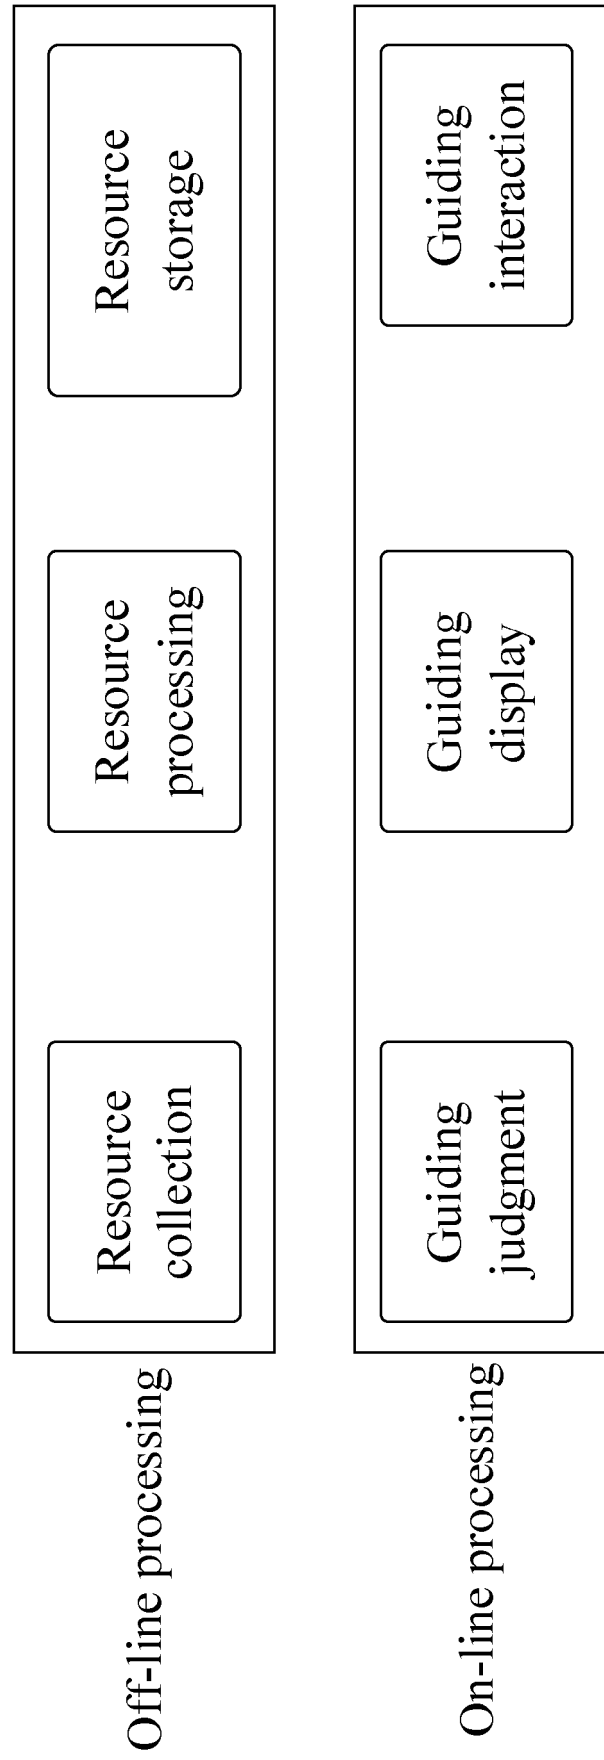 Off-line processing
Resource
collection
Resource
processing
Resource
storage
On-line processing
Guiding
judgment
Guiding
display
Guiding
interaction